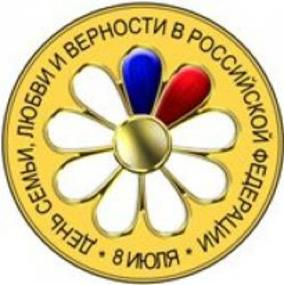 ДЕНЬ СЕМЬИ, ЛЮБВИ И ВЕРНОСТИ В РОССИЙСКОЙ ФЕДЕРАЦИИ
* 8 ИЮЛЯ *